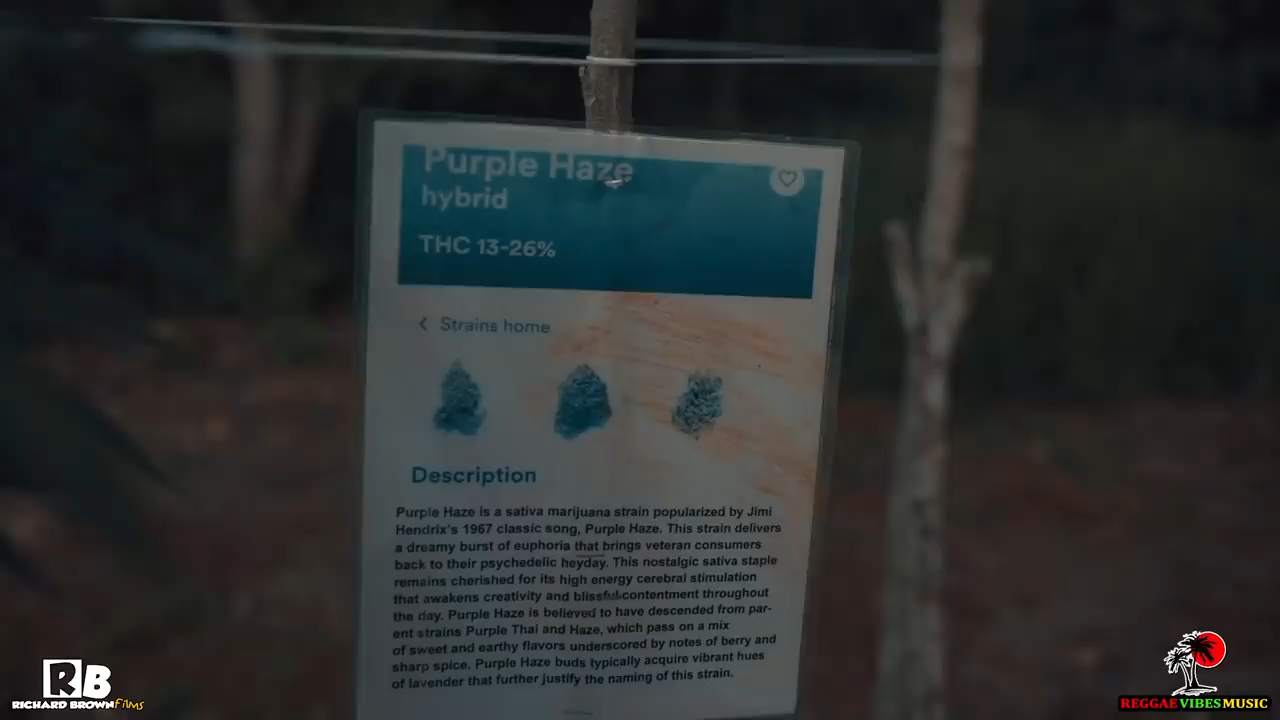 Purple Haze
hybrid
THC 13-26%
Strains home
Description
Purple Haze is a sativa marijuana strain popularized by Jimi
Hendrix's 1967 classic song, Purple Haze. This strain delivers
a dreamy burst of euphoria that brings veteran consumers
back to their psychedelic heyday. This nostalgic sativa staple
remains cherished for its high energy cerebral stimulation
that awakens creativity and blissful contentment throughout
the day. Purple Haze is believed to have descended from par-
ent strains Purple Thai and Haze, which pass on a mix
of sweet and earthy flavors underscored by notes of berry and
sharp spice. Purple Haze buds typically acquire vibrant hues
of lavender that further justify the naming of this strain.
RB
RICHARD BROWN Films
REGGAE VIBES MUSIC